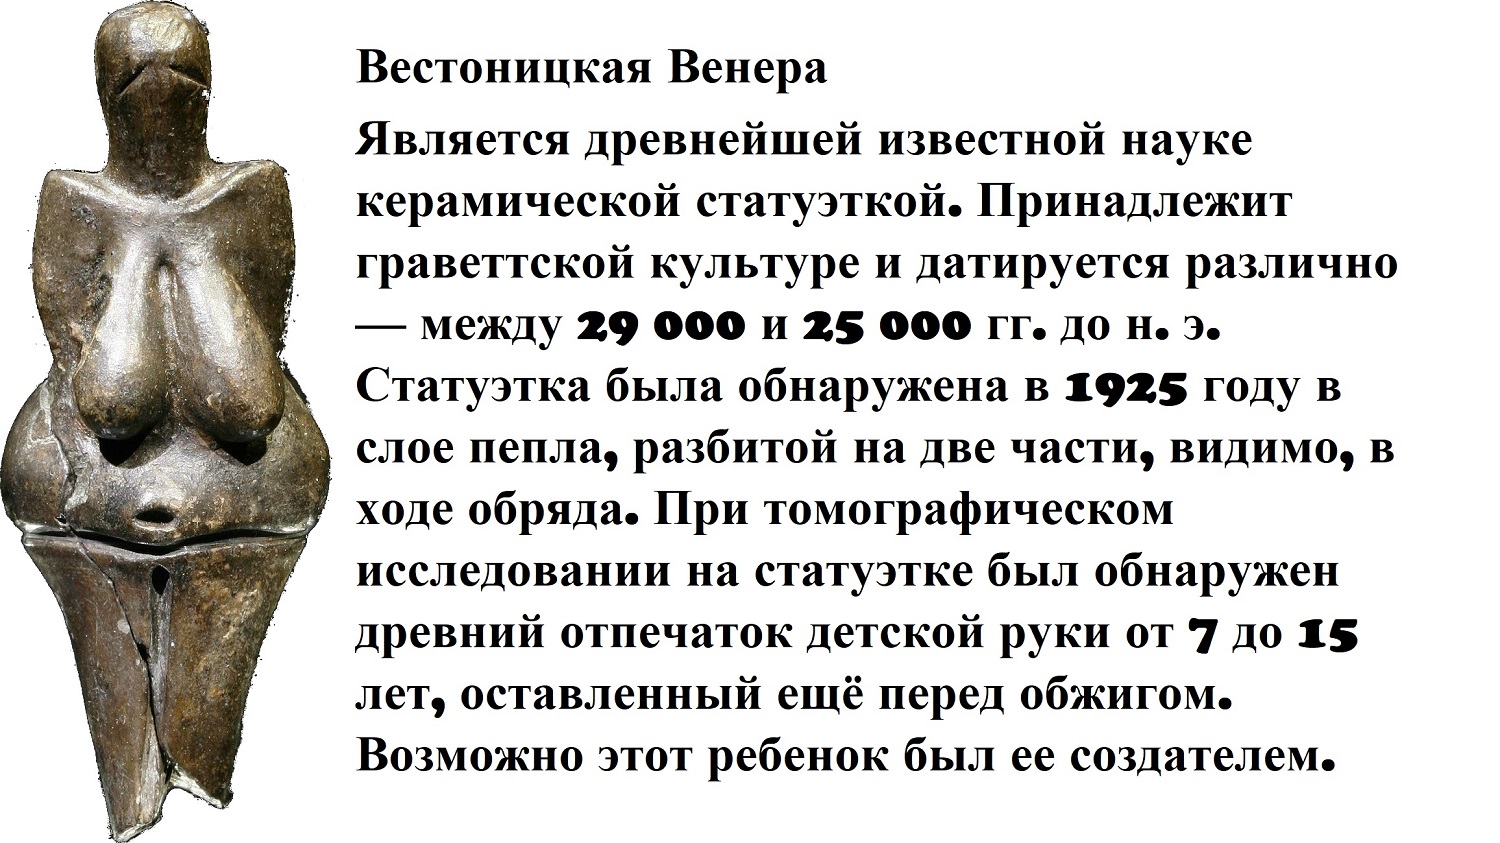 Вестоницкая Венера
Является древнейшей известной науке
керамической статуэткой. Принадлежит
граветтской культуре и датируется различно
— между 29 000 и 25 000 гг. до н. э.
Статуэтка была обнаружена в 1925 году в
слое пепла, разбитой на две части, видимо, в
ходе обряда. При томографическом
исследовании на статуэтке был обнаружен
древний отпечаток детской руки от 7 до 15
лет, оставленный ещё перед обжигом.
Возможно этот ребенок был ее создателем.